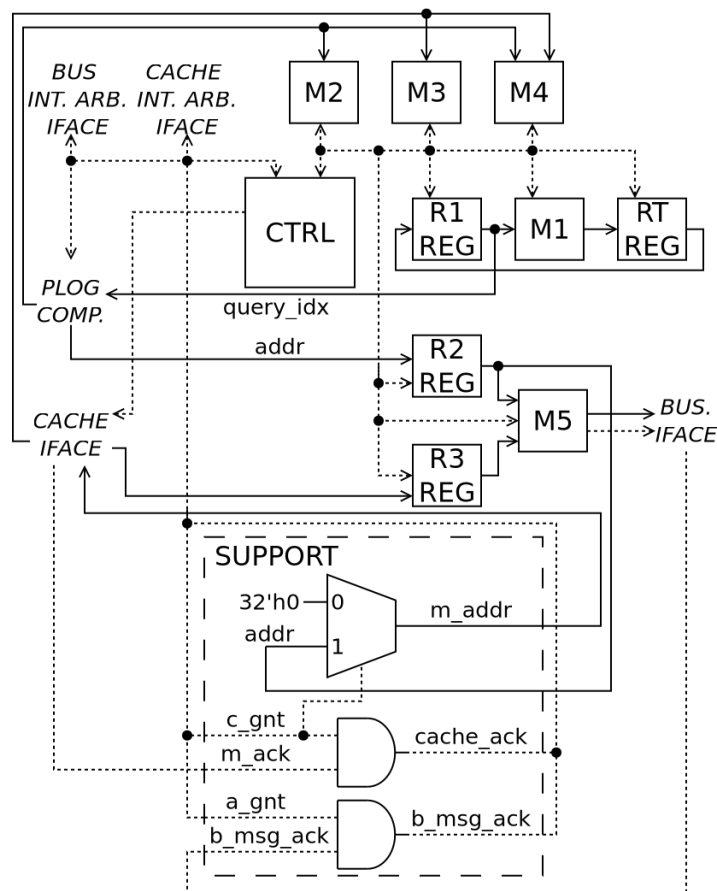 BUS
INT. ARB.
IFACE
CACHE
INT. ARB.
IFACE
M2
M3
M4
CTRL
R1
REG
M1
RT
REG
PLOG
COMP.
query_idx
addr
R2
REG
M5
BUS.
IFACE
CACHE
IFACE
R3
REG
SUPPORT
32'h0
0
addr
1
m_addr
c_gnt
m_ack
cache_ack
a_gnt
b_msg_ack
b_msg_ack